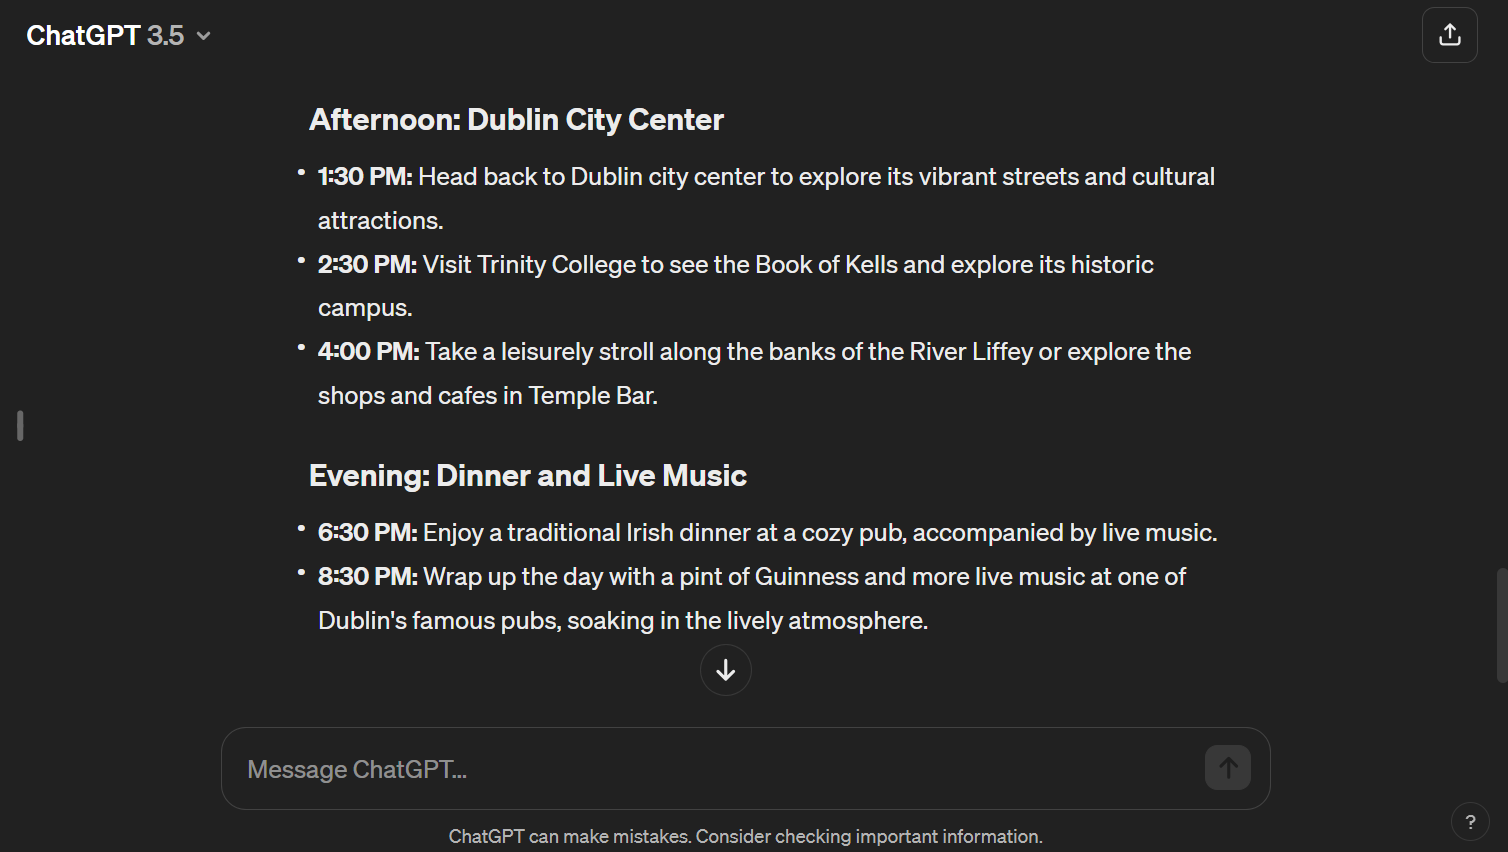 ChatGPT 3.5
Afternoon: Dublin City Center
• 1:30 PM: Head back to Dublin city center to explore its vibrant streets and cultural
attractions.
• 2:30 PM: Visit Trinity College to see the Book of Kells and explore its historic
campus.
• 4:00 PM: Take a leisurely stroll along the banks of the River Liffey or explore the
shops and cafes in Temple Bar.
Evening: Dinner and Live Music
• 6:30 PM: Enjoy a traditional Irish dinner at a cozy pub, accompanied by live music.
• 8:30 PM: Wrap up the day with a pint of Guinness and more live music at one of
Dublin's famous pubs, soaking in the lively atmosphere.
Message ChatGPT...
ChatGPT can make mistakes. Consider checking important information.
?